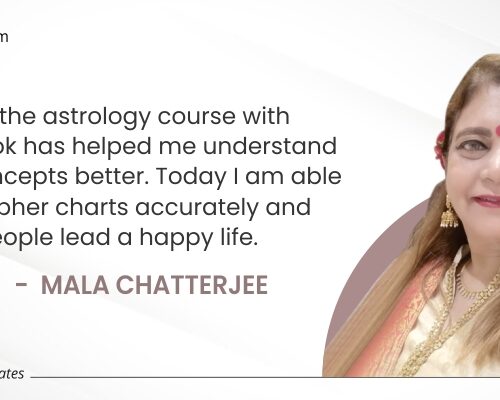 m
the astrology course with
ok has helped me understand
ncepts better. Today I am able
pher charts accurately and
eople lead a happy life.
- MALA CHATTERJEE
ates